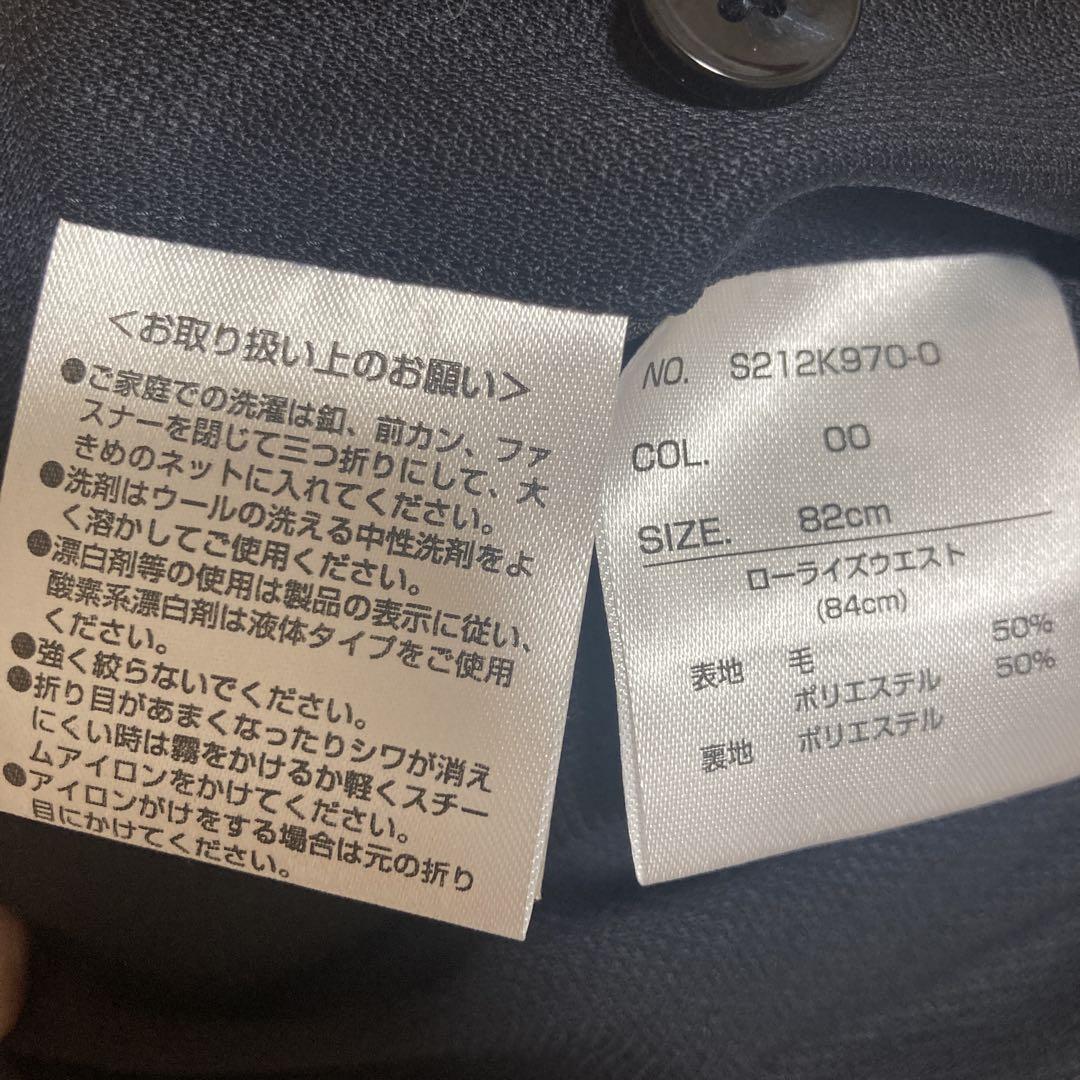 <お取り扱い上のお願い>
●ご家庭での洗濯は釦、前カン、ファ
スナーを閉じて三つ折りにして、大
きめのネットに入れてください。
●洗剤はウールの洗える中性洗剤をよ
く溶かしてご使用ください。
●漂白剤等の使用は製品の表示に従い、
酸素系漂白剤は液体タイプをご使用
ください。
●強く絞らないでください。
●折り目があまくなったりシワが消え
にくい時は霧をかけるか軽くスチー
ムアイロンをかけてください。
●アイロンがけをする場合は元の折り
目にかけてください。
NO. S212K970-0
COL. 00
SIZE. 82cm
ローライズウエスト
(84cm)
表地 毛 50%
ポリエステル 50%
裏地 ポリエステル